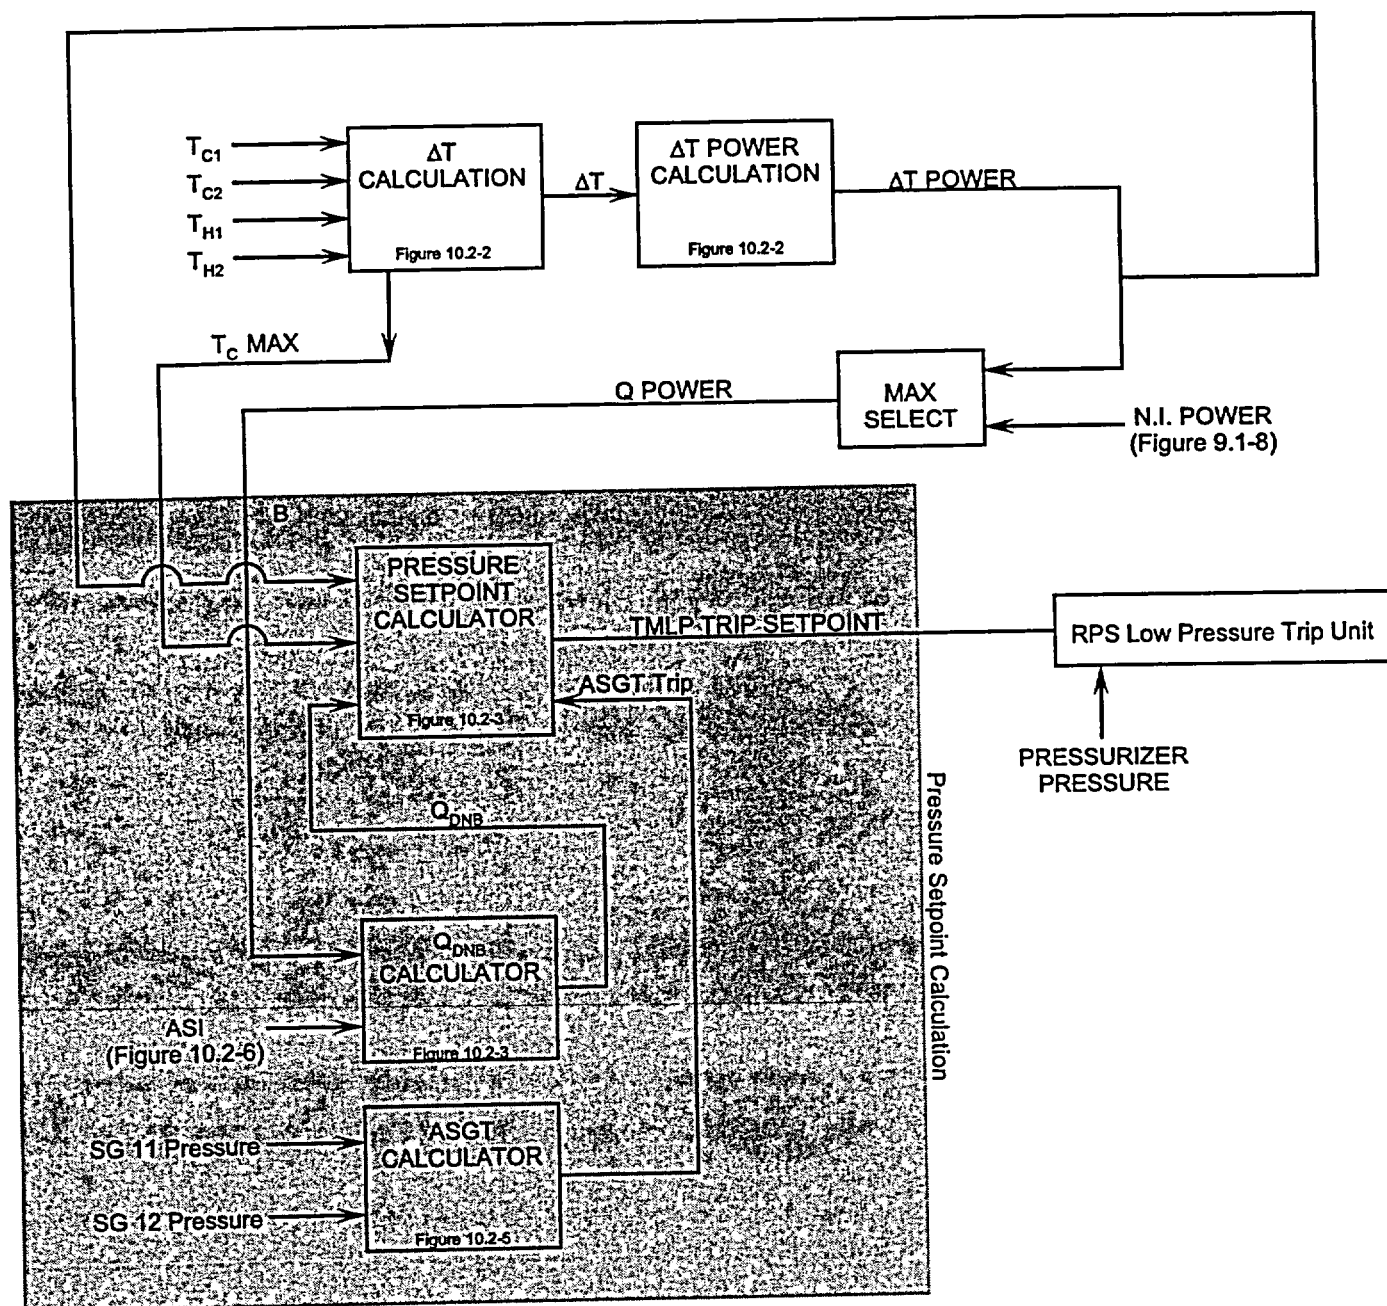 T_C1
T_C2
T_H1
T_H2
ΔT
CALCULATION
Figure 10.2-2
ΔT
ΔT POWER
CALCULATION
Figure 10.2-2
ΔT POWER
T_C MAX
Q POWER
MAX
SELECT
N.I. POWER
(Figure 9.1-8)
B
PRESSURE
SETPOINT
CALCULATOR
Figure 10.2-3
TMLP TRIP SETPOINT
RPS Low Pressure Trip Unit
ASGT Trip
PRESSURIZER
PRESSURE
Q_DNB
Pressure Setpoint Calculation
Q_DNB
CALCULATOR
Figure 10.2-3
ASI
(Figure 10.2-6)
ASGT
CALCULATOR
Figure 10.2-5
SG 11 Pressure
SG 12 Pressure